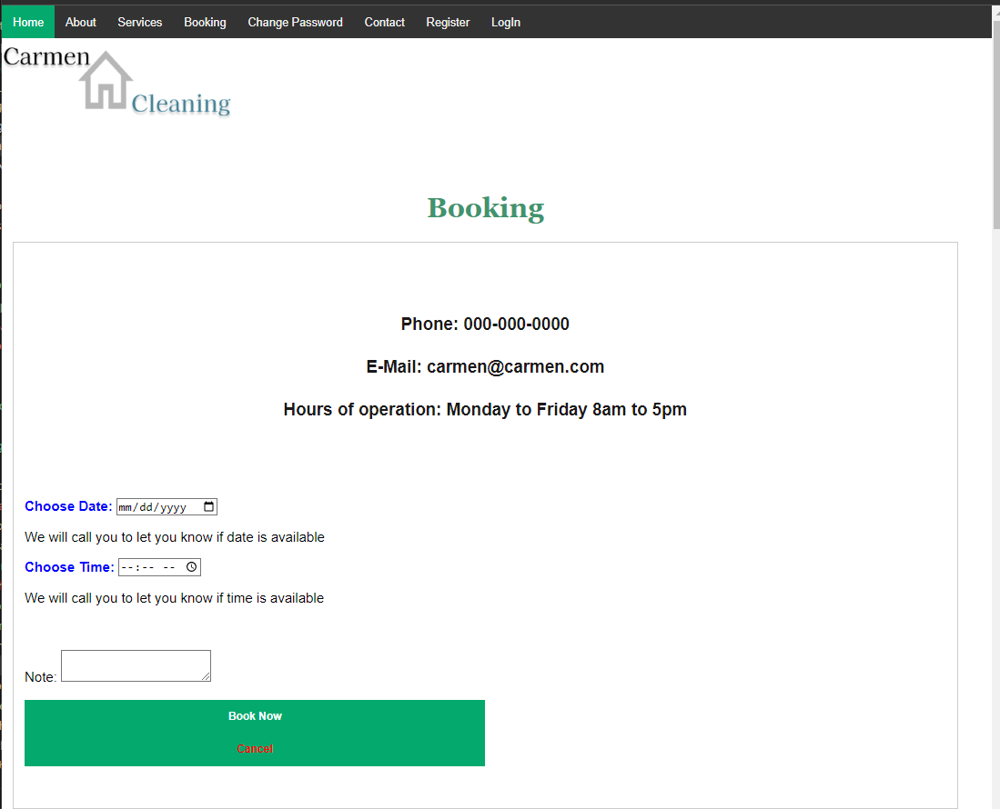 Home About Services Booking Change Password Contact Register LogIn
Carmen
Cleaning
Booking
Phone: 000-000-0000
E-Mail: carmen@carmen.com
Hours of operation: Monday to Friday 8am to 5pm
Choose Date: mm/dd/yyyy
We will call you to let you know if date is available
Choose Time: --:-- --
We will call you to let you know if time is available
Note:
Book Now
Cancel